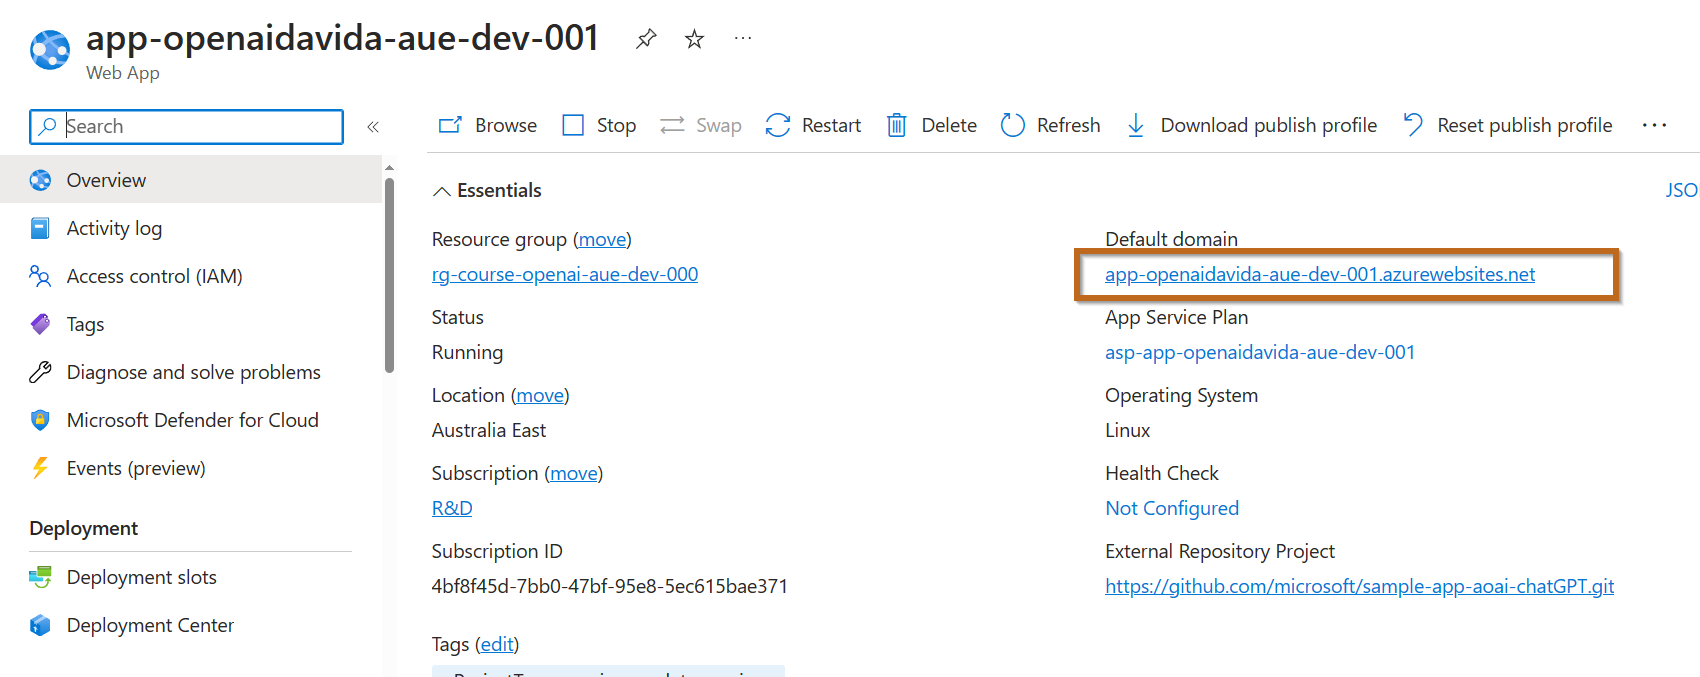 app-openaidavida-aue-dev-001
Web App
Search
Browse Stop Swap Restart Delete Refresh Download publish profile Reset publish profile
Overview
Activity log
Access control (IAM)
Tags
Diagnose and solve problems
Microsoft Defender for Cloud
Events (preview)
Deployment
Deployment slots
Deployment Center
Essentials
JSO
Resource group (move)
rg-course-openai-aue-dev-000
Status
Running
Location (move)
Australia East
Subscription (move)
R&D
Subscription ID
4bf8f45d-7bb0-47bf-95e8-5ec615bae371
Tags (edit)
Default domain
app-openaidavida-aue-dev-001.azurewebsites.net
App Service Plan
asp-app-openaidavida-aue-dev-001
Operating System
Linux
Health Check
Not Configured
External Repository Project
https://github.com/microsoft/sample-app-aoai-chatGPT.git